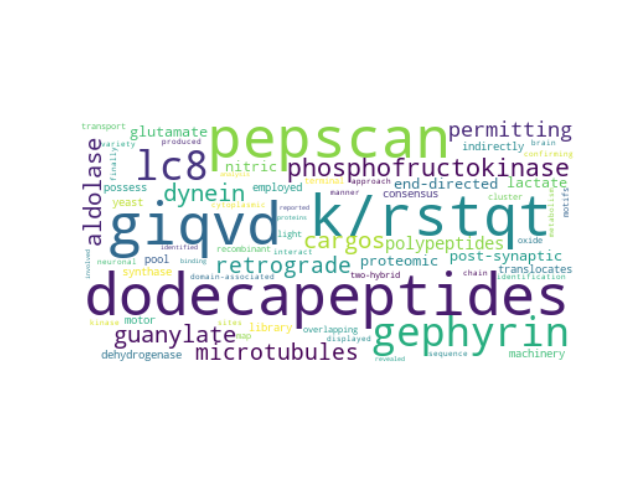 transport
glutamate
pepscan
permitting
variety
produced
indirectly
brain
aldolase
finally
lc8
nitric
phosphofructokinase
confirming
possess
dynein
employed
terminus
approach
manner
end-directed
consensus
lactate
cluster
metabolism
motifs
yeast
giqvd
cytoplasmic
reported
proteins
light
k/rstqt
oxide
neuronal
identified
recombinant
interact
cargos
polypeptides
involved
pool
binding
retrograde
proteomic
post-synaptic
synthase
domain-associated
two-hybrid
chain
translocates
identification
dodecapeptides
kinase
motor
sites
library
overlapping
gephyrin
guanylate
map
displayed
dehydrogenase
microtubules
revealed
sequence
machinery